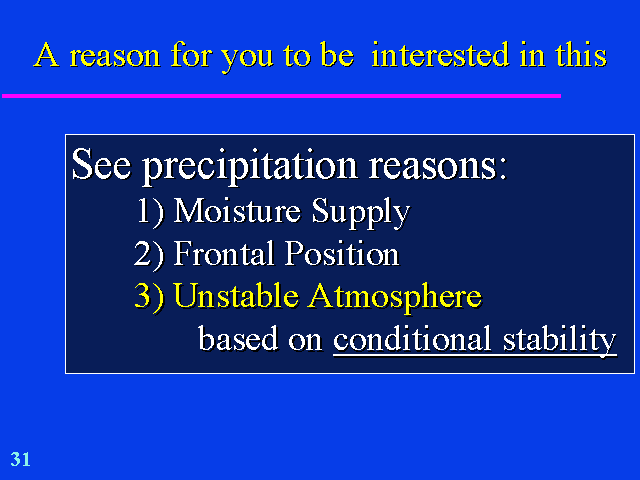 A reason for you to be  interested in this
See precipitation reasons:
1) Moisture Supply
2) Frontal Position
3) Unstable Atmosphere
based on conditional stability
31